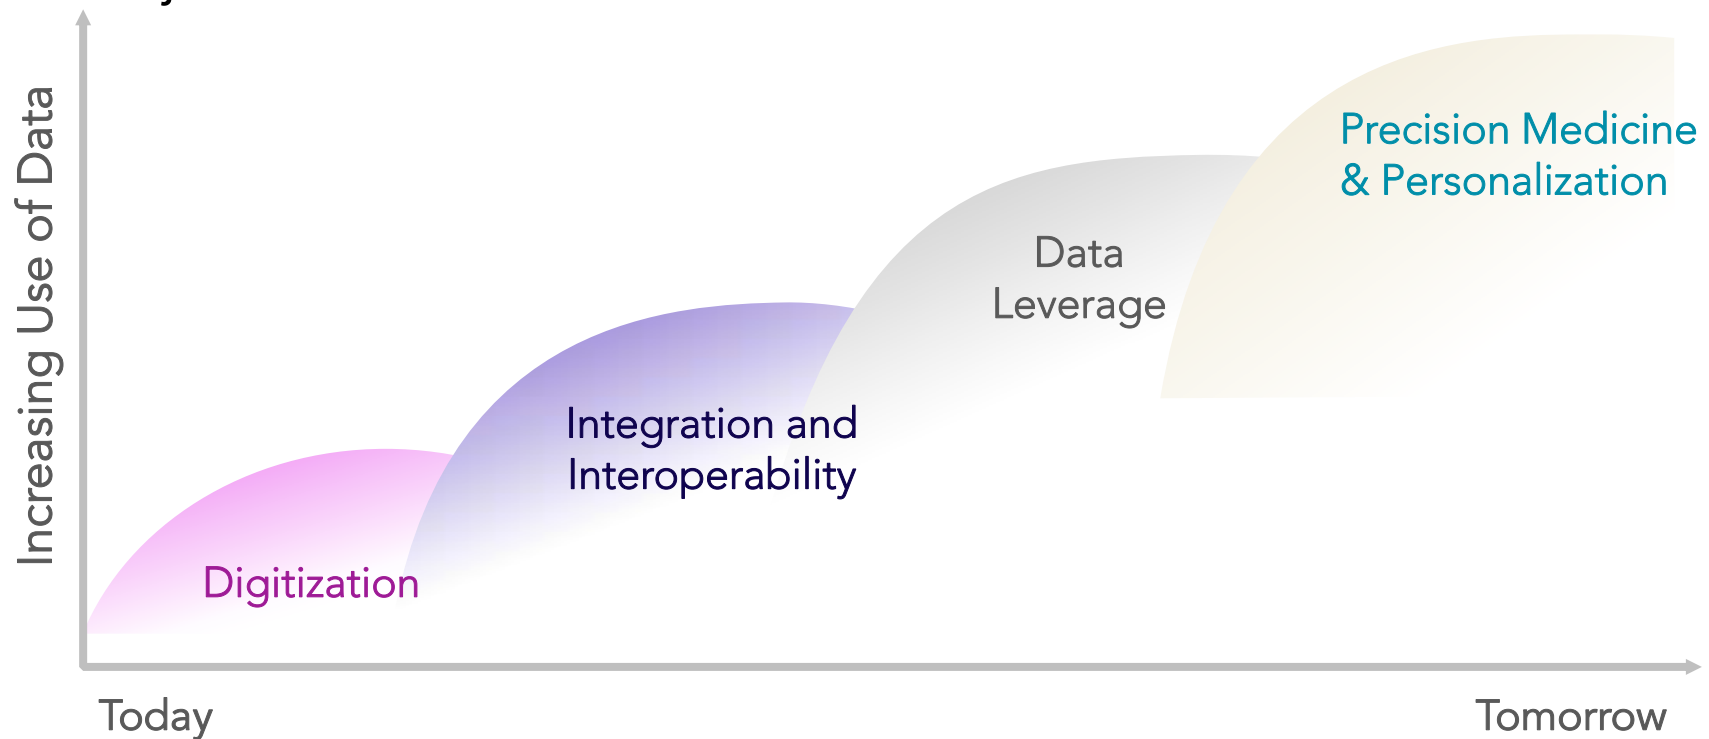 Increasing Use of Data
Precision Medicine
& Personalization
Data
Leverage
Integration and
Interoperability
Digitization
Today
Tomorrow